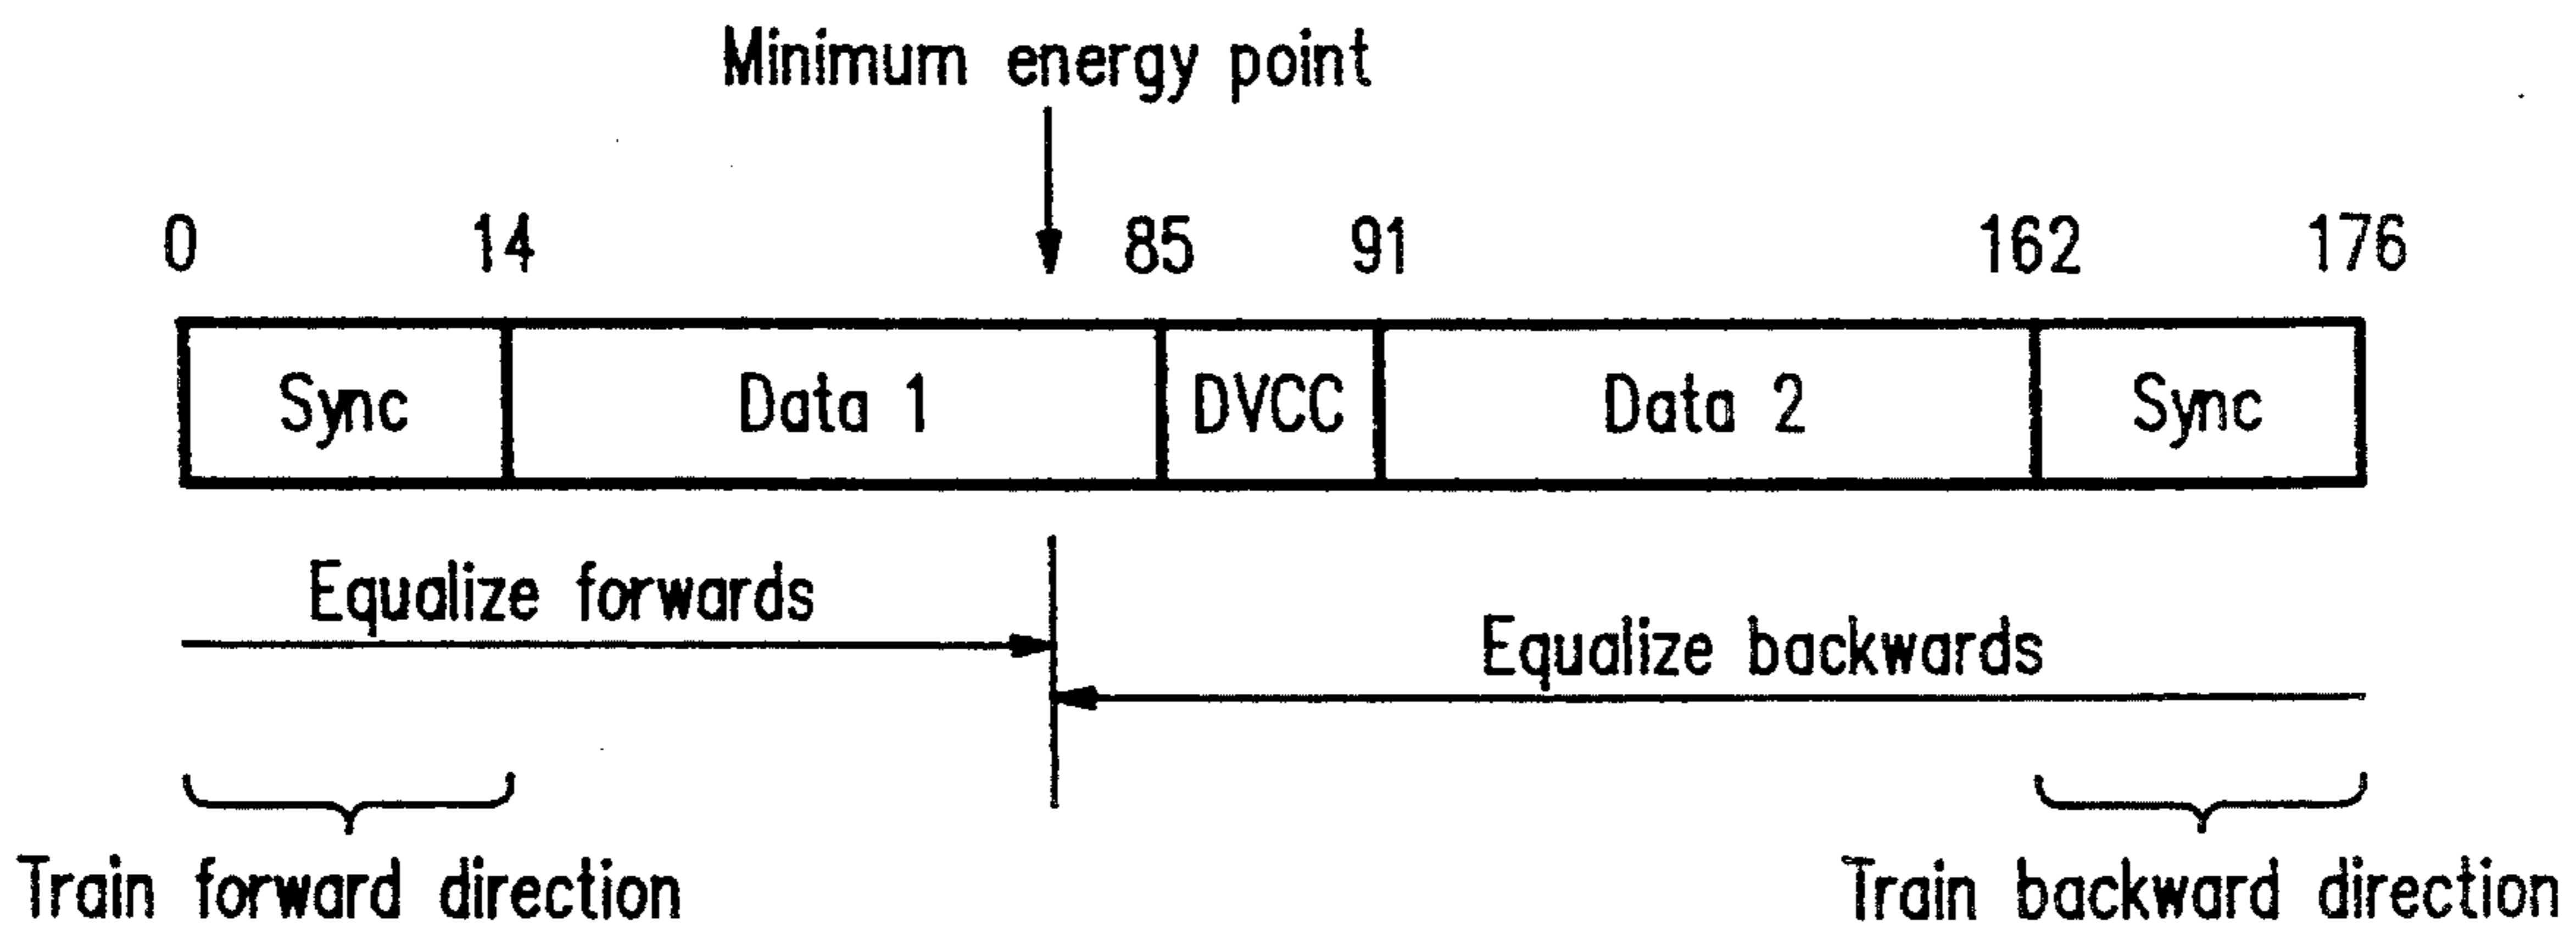 Minimum energy point
0 14 85 91 162 176
Sync Data 1 DVCC Data 2 Sync
Equalize forwards
Equalize backwards
Train forward direction Train backward direction